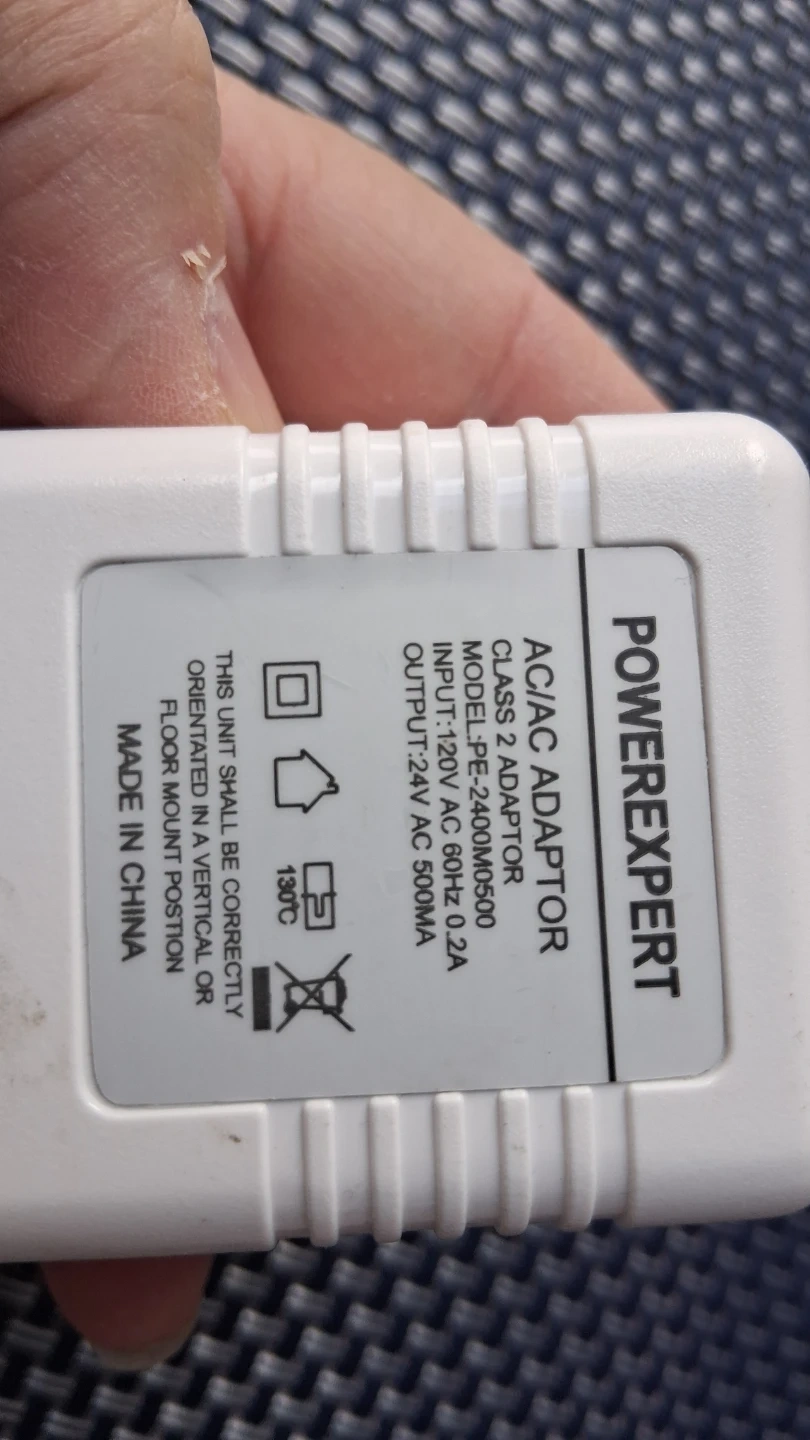 POWEREXPERT
AC/AC ADAPTOR
CLASS 2 ADAPTOR
MODEL:PE-2400M0500
INPUT:120V AC 60Hz 0.2A
OUTPUT:24V AC 500MA
130℃
THIS UNIT SHALL BE CORRECTLY
ORIENTATED IN A VERTICAL OR
FLOOR MOUNT POSTION
MADE IN CHINA